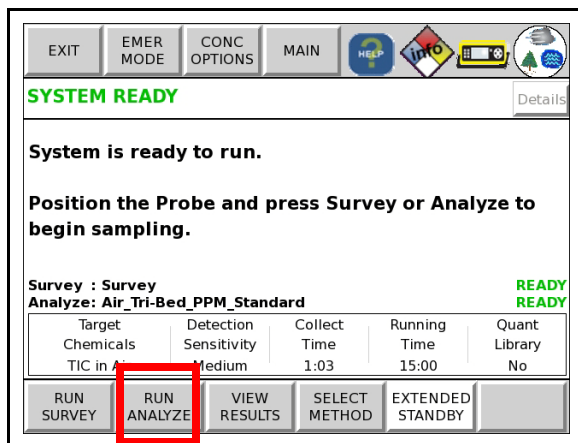 EXIT
EMER
MODE
CONC
OPTIONS
MAIN
HELP
info
SYSTEM READY
Details
System is ready to run.
Position the Probe and press Survey or Analyze to
begin sampling.
Survey : Survey READY
Analyze: Air_Tri-Bed_PPM_Standard READY
Target Detection Collect Running Quant
Chemicals Sensitivity Time Time Library
TIC in Medium 1:03 15:00 No
RUN
SURVEY
RUN
ANALYZE
VIEW
RESULTS
SELECT
METHOD
EXTENDED
STANDBY